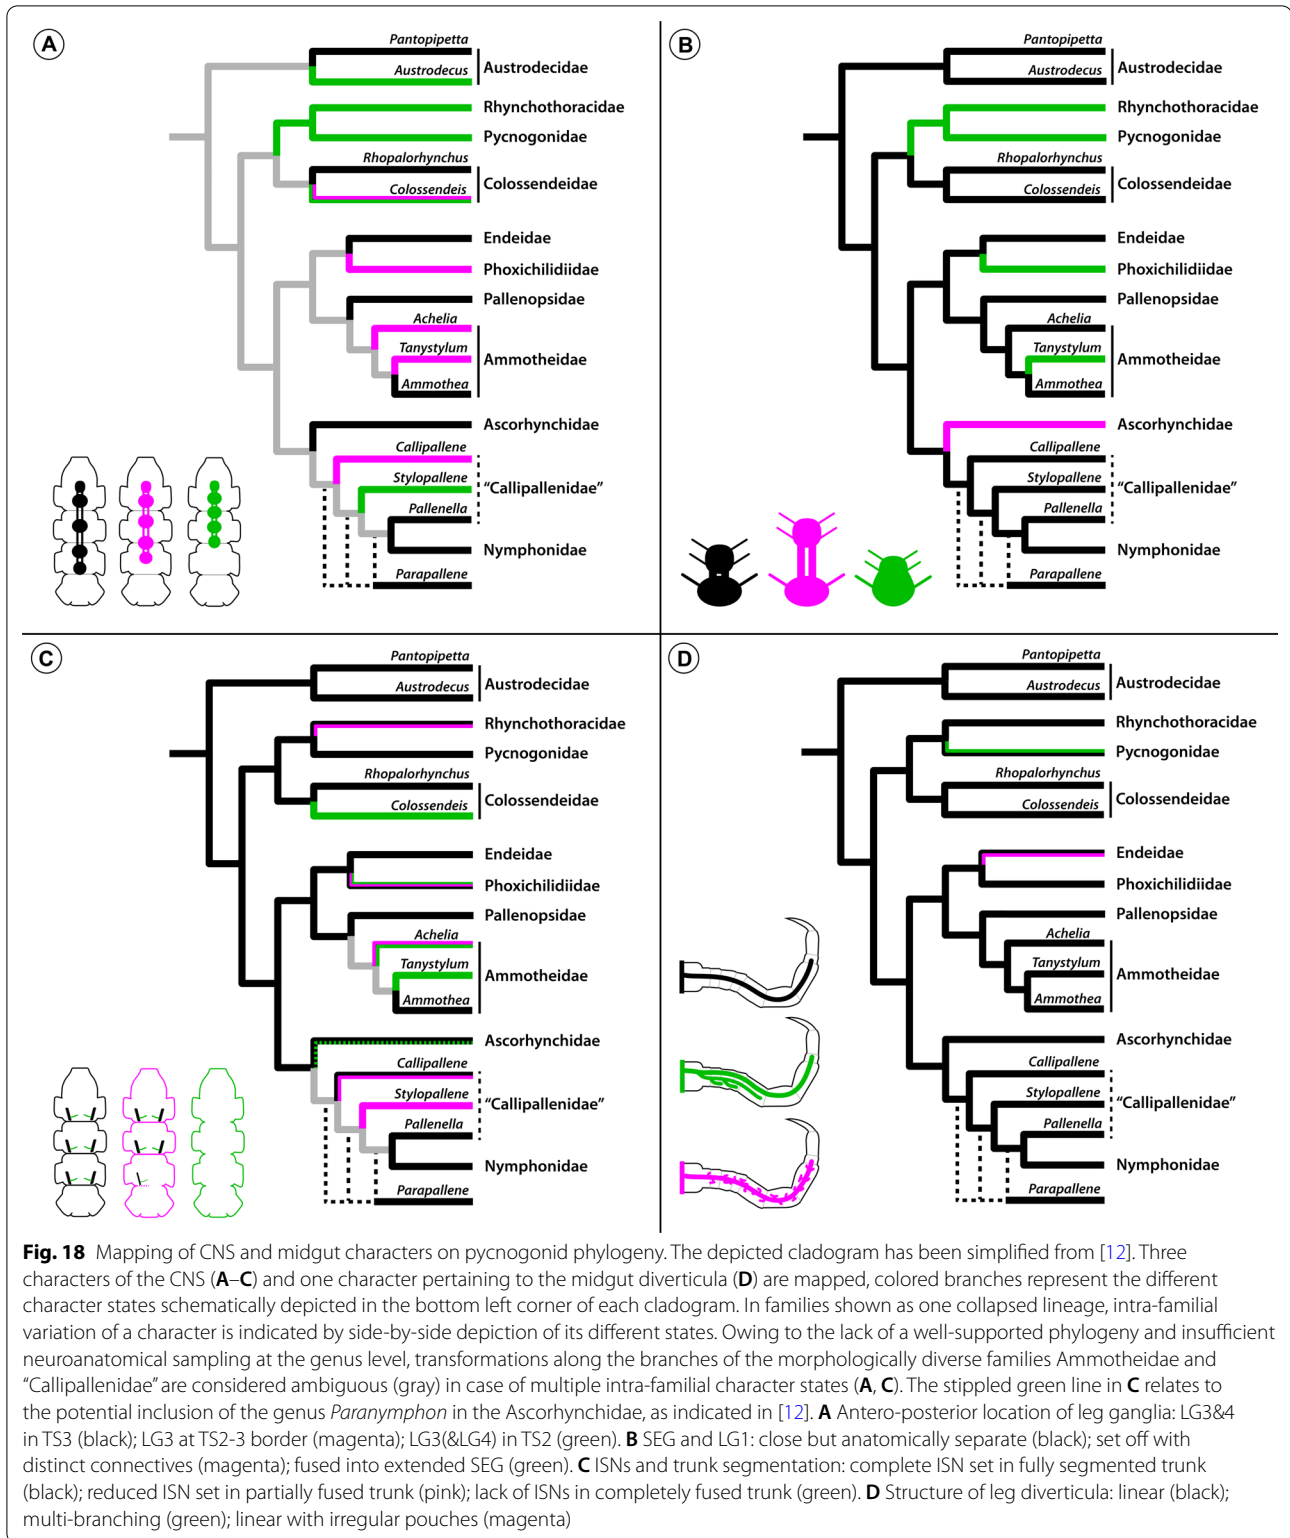 A
Pantopipetta
Austrodecus
Austrodecidae
Rhynchothoracidae
Pycnogonidae
Rhopalorhynchus
Colossendeis
Colossendeidae
Endeidae
Phoxichilidiidae
Pallenopsidae
Achelia
Tanystylum
Ammothea
Ammotheidae
Ascorhynchidae
Callipallene
Stylopallene
Pallenella
"Callipallenidae"
Nymphonidae
Parapallene
B
Pantopipetta
Austrodecus
Austrodecidae
Rhynchothoracidae
Pycnogonidae
Rhopalorhynchus
Colossendeis
Colossendeidae
Endeidae
Phoxichilidiidae
Pallenopsidae
Achelia
Tanystylum
Ammothea
Ammotheidae
Ascorhynchidae
Callipallene
Stylopallene
Pallenella
"Callipallenidae"
Nymphonidae
Parapallene
C
Pantopipetta
Austrodecus
Austrodecidae
Rhynchothoracidae
Pycnogonidae
Rhopalorhynchus
Colossendeis
Colossendeidae
Endeidae
Phoxichilidiidae
Pallenopsidae
Achelia
Tanystylum
Ammothea
Ammotheidae
Ascorhynchidae
Callipallene
Stylopallene
Pallenella
"Callipallenidae"
Nymphonidae
Parapallene
D
Pantopipetta
Austrodecus
Austrodecidae
Rhynchothoracidae
Pycnogonidae
Rhopalorhynchus
Colossendeis
Colossendeidae
Endeidae
Phoxichilidiidae
Pallenopsidae
Achelia
Tanystylum
Ammothea
Ammotheidae
Ascorhynchidae
Callipallene
Stylopallene
Pallenella
"Callipallenidae"
Nymphonidae
Parapallene
Fig. 18 Mapping of CNS and midgut characters on pycnogonid phylogeny. The depicted cladogram has been simplified from [12]. Three
characters of the CNS (A–C) and one character pertaining to the midgut diverticula (D) are mapped, colored branches represent the different
character states schematically depicted in the bottom left corner of each cladogram. In families shown as one collapsed lineage, intra-familial
variation of a character is indicated by side-by-side depiction of its different states. Owing to the lack of a well-supported phylogeny and insufficient
neuroanatomical sampling at the genus level, transformations along the branches of the morphologically diverse families Ammotheidae and
"Callipallenidae" are considered ambiguous (gray) in case of multiple intra-familial character states (A, C). The stippled green line in C relates to
the potential inclusion of the genus Paranymphon in the Ascorhynchidae, as indicated in [12]. A Antero-posterior location of leg ganglia: LG3&4
in TS3 (black); LG3 at TS2-3 border (magenta); LG3(&LG4) in TS2 (green). B SEG and LG1: close but anatomically separate (black); set off with
distinct connectives (magenta); fused into extended SEG (green). C ISNs and trunk segmentation: complete ISN set in fully segmented trunk
(black); reduced ISN set in partially fused trunk (pink); lack of ISNs in completely fused trunk (green). D Structure of leg diverticula: linear (black);
multi-branching (green); linear with irregular pouches (magenta)